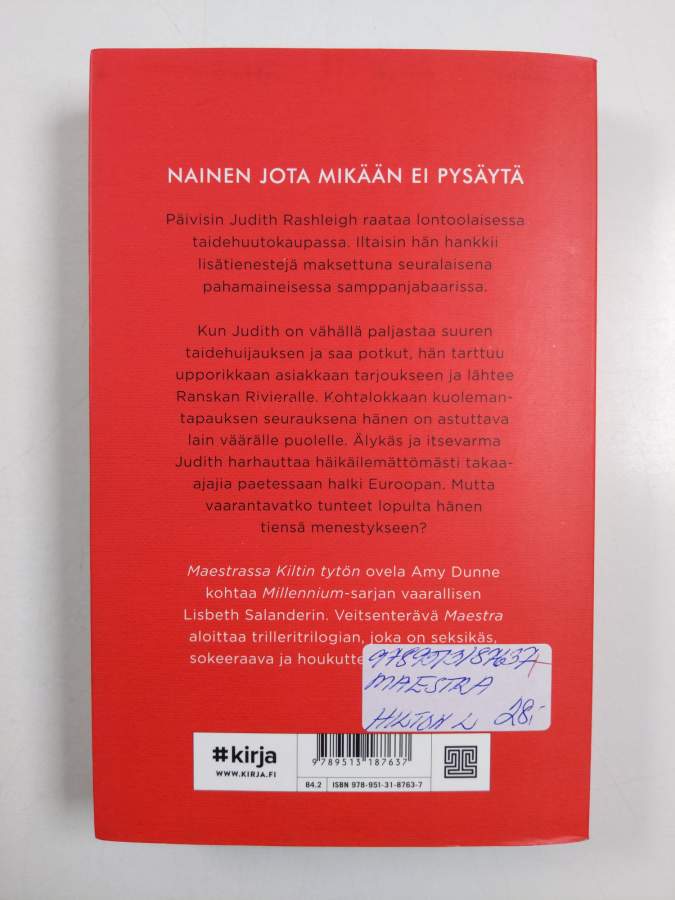 NAINEN JOTA MIKÄÄN EI PYSÄYTÄ
Päivisin Judith Rashleigh raataa lontoolaisessa
taidehuutokaupassa. Iltaisin hän hankkii
lisätienestejä maksettuna seuralaisena
pahamaineisessa samppanjabaarissa.
Kun Judith on vähällä paljastaa suuren
taidehuijauksen ja saa potkut, hän tarttuu
upporikkaan asiakkaan tarjoukseen ja lähtee
Ranskan Rivieralle. Kohtalokkaan kuoleman-
tapauksen seurauksena hänen on astuttava
lain väärälle puolelle. Älykäs ja itsevarma
Judith harhauttaa häikäilemättömästi takaa-
ajajia paetessaan halki Euroopan. Mutta
vaarantavatko tunteet lopulta hänen
tiensä menestykseen?
Maestrassa Kiltin tytön ovela Amy Dunne
kohtaa Millennium-sarjan vaarallisen
Lisbeth Salanderin. Veitsenterävä Maestra
aloittaa trilleritrilogian, joka on seksikäs,
sokeeraava ja houkutte
9789513187637
MAESTRA
HILTON L 28,-
#kirja
WWW.KIRJA.FI
9 789513 187637
84.2 ISBN 978-951-31-8763-7